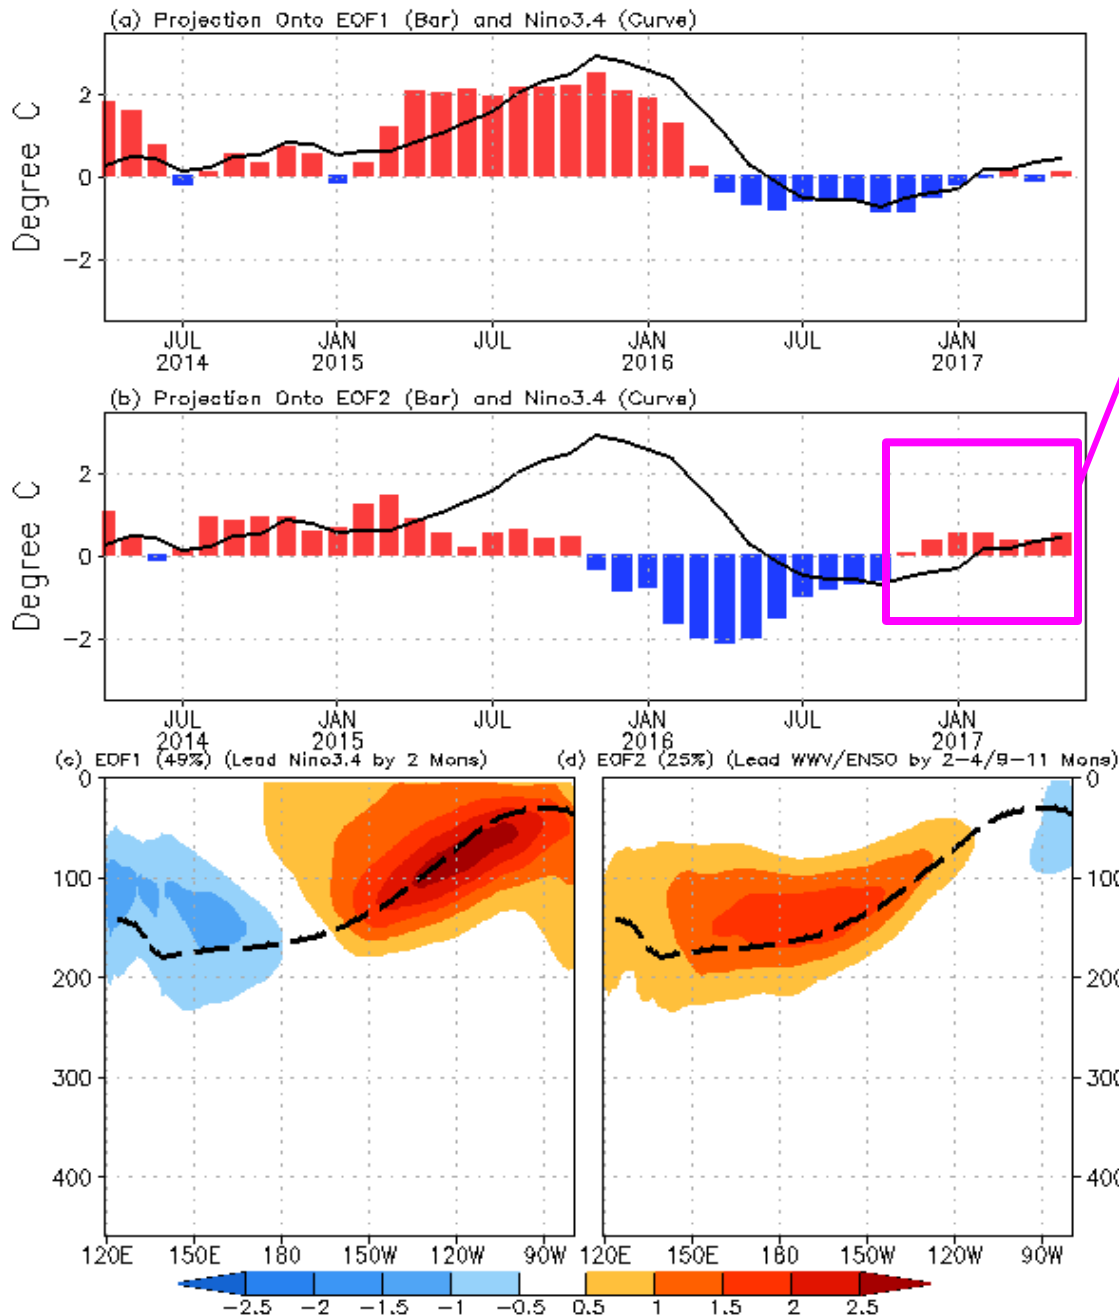 (a) Projection Onto EOF1 (Bar) and Nino3.4 (Curve)
Degree C
2
0
−2
JUL
2014
JAN
2015
JUL
JAN
2016
JUL
JAN
2017
(b) Projection Onto EOF2 (Bar) and Nino3.4 (Curve)
Degree C
2
0
−2
JUL
2014
JAN
2015
JUL
JAN
2016
JUL
JAN
2017
(c) EOF1 (49%) (Lead Nino3.4 by 2 Mons)
0
100
200
300
400
120E 150E 180 150W 120W 90W
(d) EOF2 (25%) (Lead WWV/ENSO by 2−4/9−11 Mons)
0
100
200
300
400
120E 150E 180 150W 120W 90W
−2.5 −2 −1.5 −1 −0.5 0.5 1 1.5 2 2.5